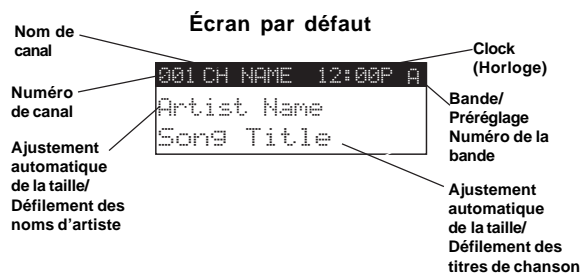 Écran par défaut
Nom de
canal
Clock
(Horloge)
001 CH NAME 12:00P A
Numéro
de canal
Artist Name
Song Title
Bande/
Préréglage
Numéro de la
bande
Ajustement
automatique
de la taille/
Défilement des
noms d'artiste
Ajustement
automatique
de la taille/
Défilement des
titres de chanson